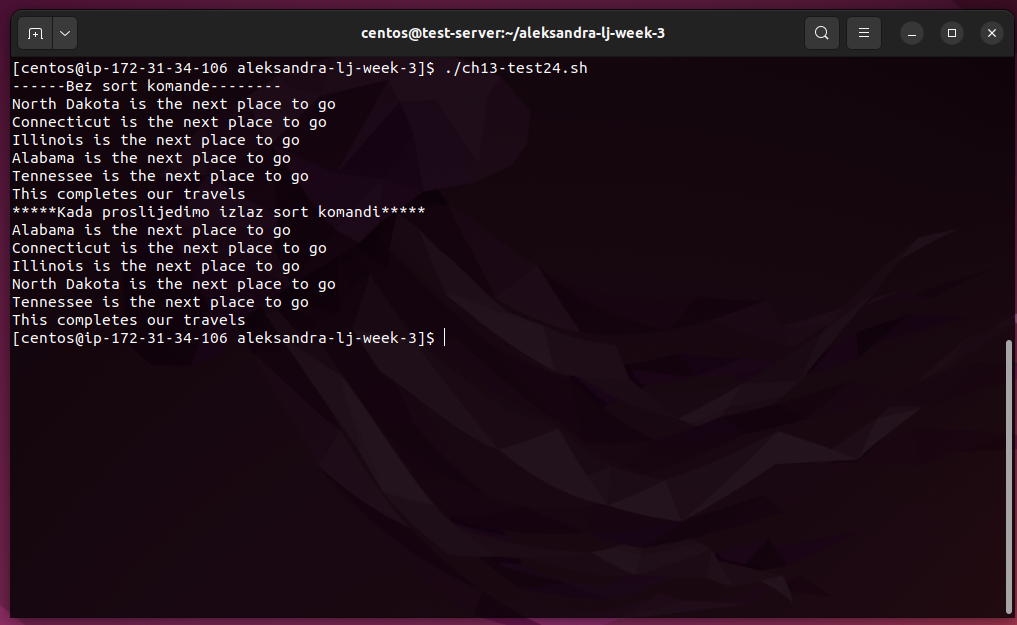 centos@test-server:~/aleksandra-lj-week-3
[centos@ip-172-31-34-106 aleksandra-lj-week-3]$ ./ch13-test24.sh
------Bez sort komande--------
North Dakota is the next place to go
Connecticut is the next place to go
Illinois is the next place to go
Alabama is the next place to go
Tennessee is the next place to go
This completes our travels
*****Kada proslijedimo izlaz sort komandi*****
Alabama is the next place to go
Connecticut is the next place to go
Illinois is the next place to go
North Dakota is the next place to go
Tennessee is the next place to go
This completes our travels
[centos@ip-172-31-34-106 aleksandra-lj-week-3]$